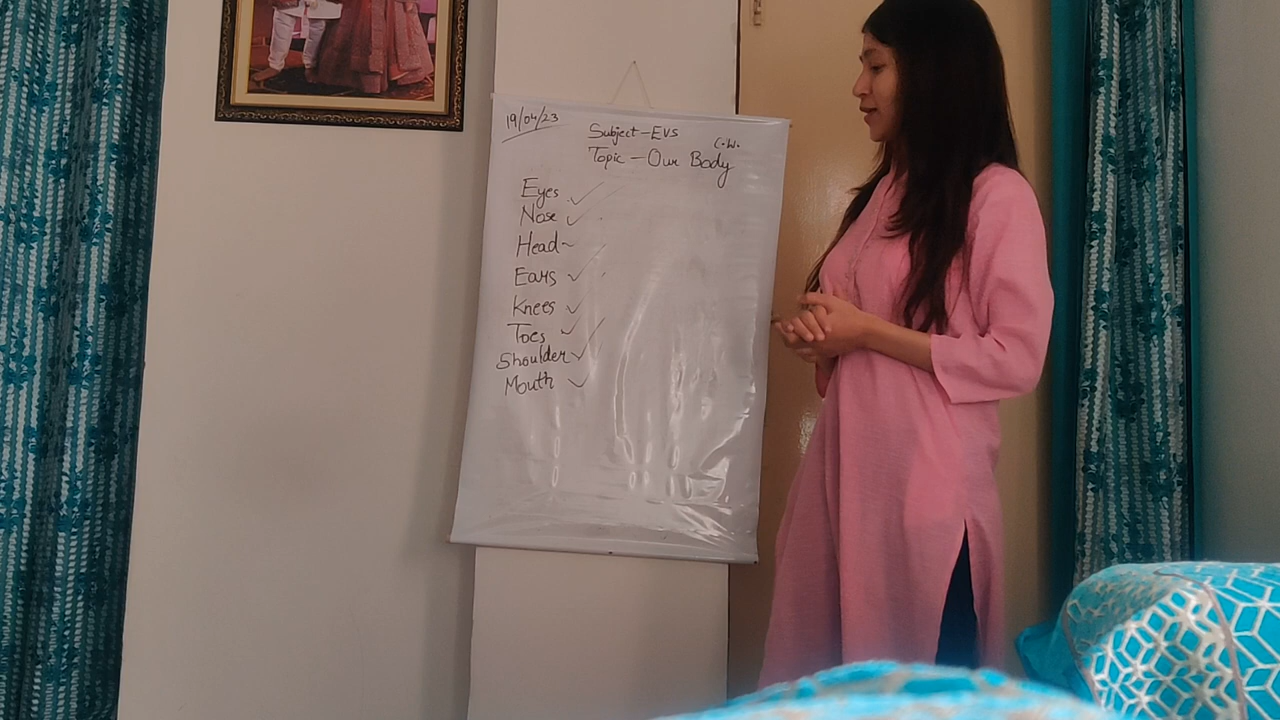 19/04/23
Subject-EVS
C.W.
Topic - Our Body
Eyes
Nose
Head
Ears
Knees
Toes
Shoulder
Mouth